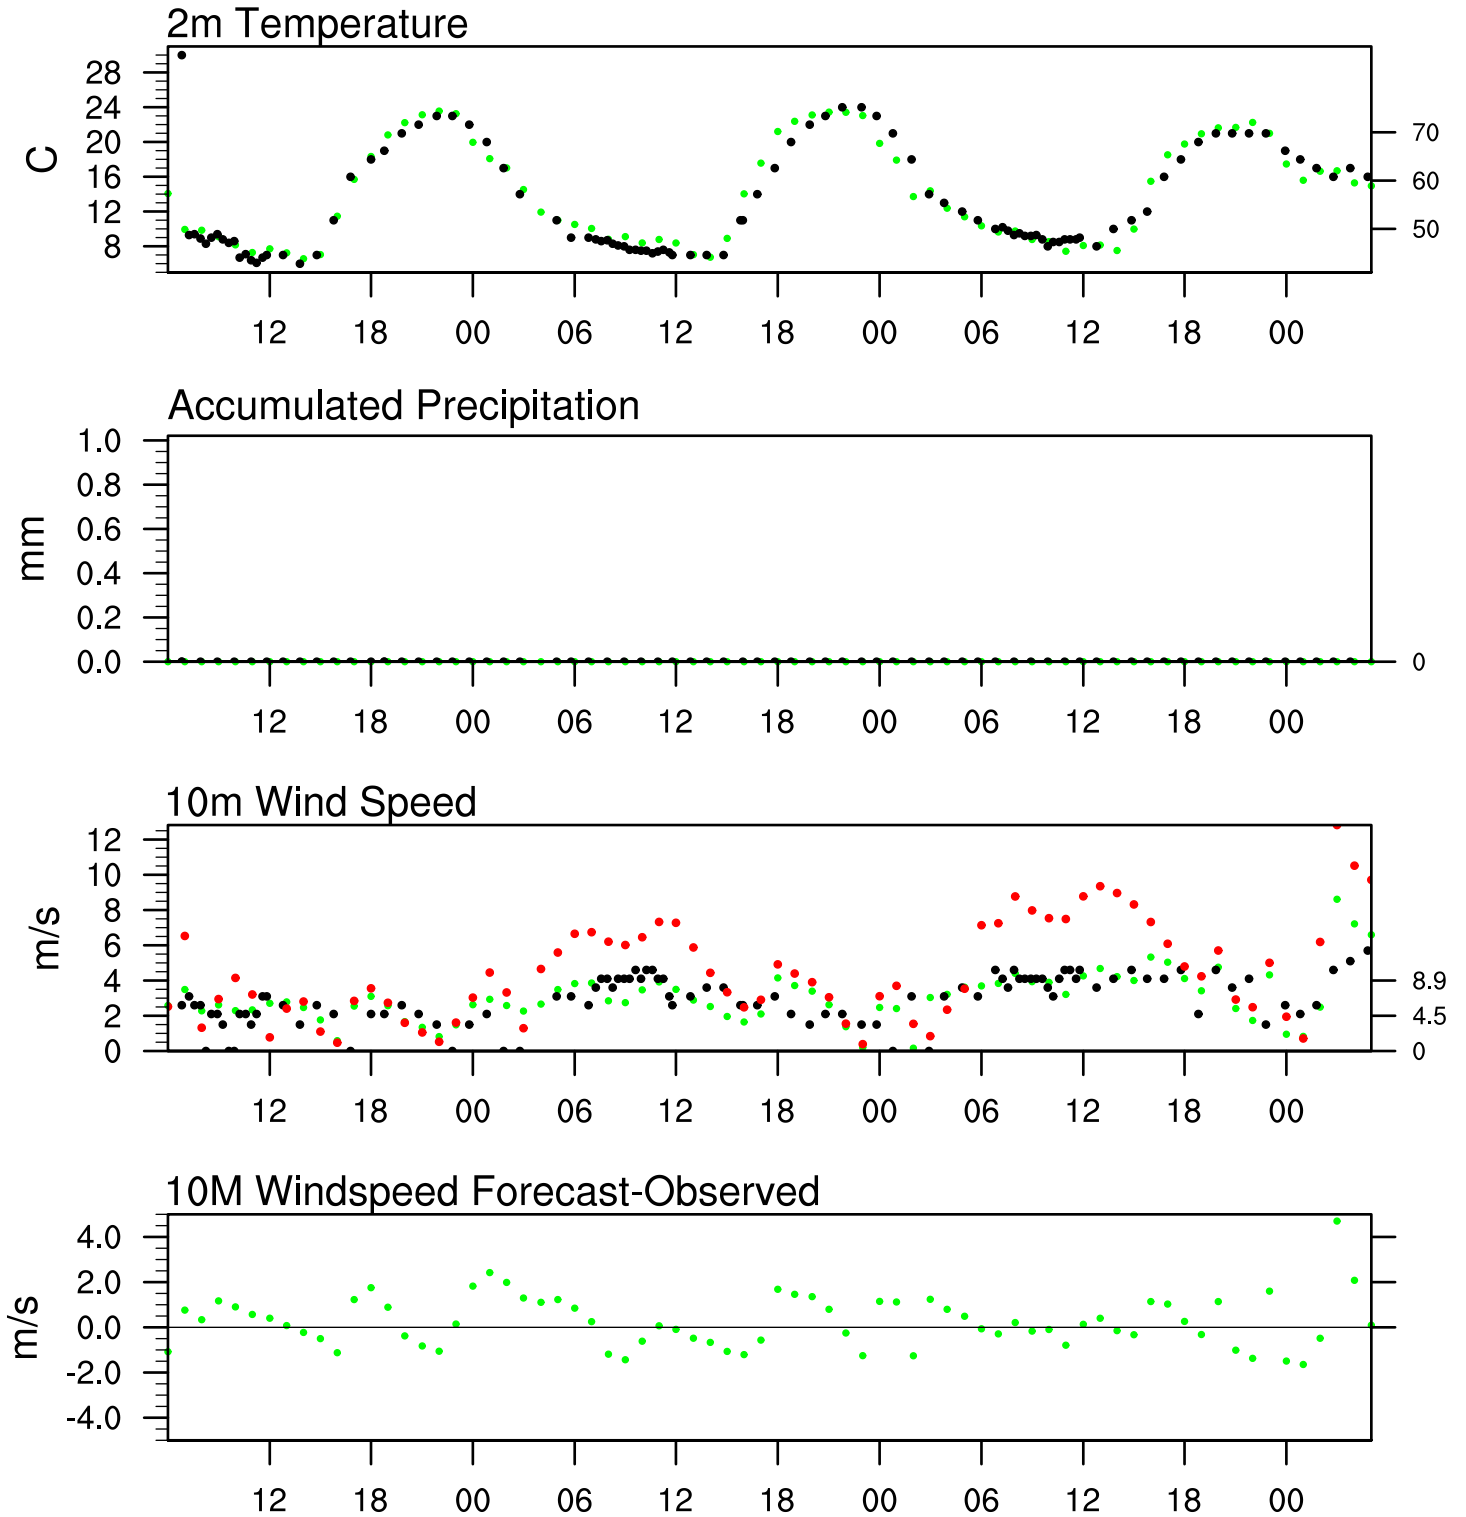 2m Temperature
28
24
20
16
12
8
C
70
60
50
12 18 00 06 12 18 00 06 12 18 00
Accumulated Precipitation
1.0
0.8
0.6
0.4
0.2
0.0
mm
0
12 18 00 06 12 18 00 06 12 18 00
10m Wind Speed
12
10
8
6
4
2
0
m/s
8.9
4.5
0
12 18 00 06 12 18 00 06 12 18 00
10M Windspeed Forecast-Observed
4.0
2.0
0.0
-2.0
-4.0
m/s
12 18 00 06 12 18 00 06 12 18 00